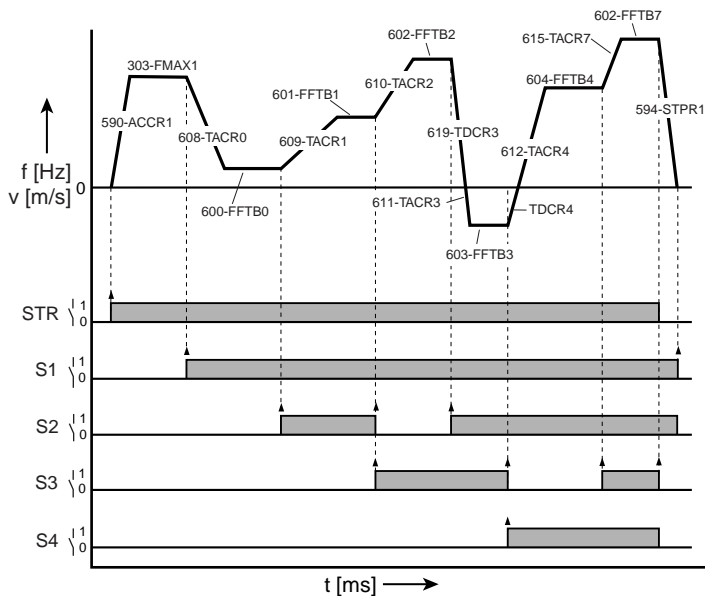 602-FFTB7
602-FFTB2
615-TACR7
303-FMAX1
610-TACR2
604-FFTB4
601-FFTB1
590-ACCR1
594-STPR1
608-TACR0
609-TACR1
619-TDCR3
612-TACR4
f [Hz]
v [m/s]
0
600-FFTB0
611-TACR3
TDCR4
603-FFTB3
STR 1
0
S1 1
0
S2 1
0
S3 1
0
S4 1
0
t [ms]